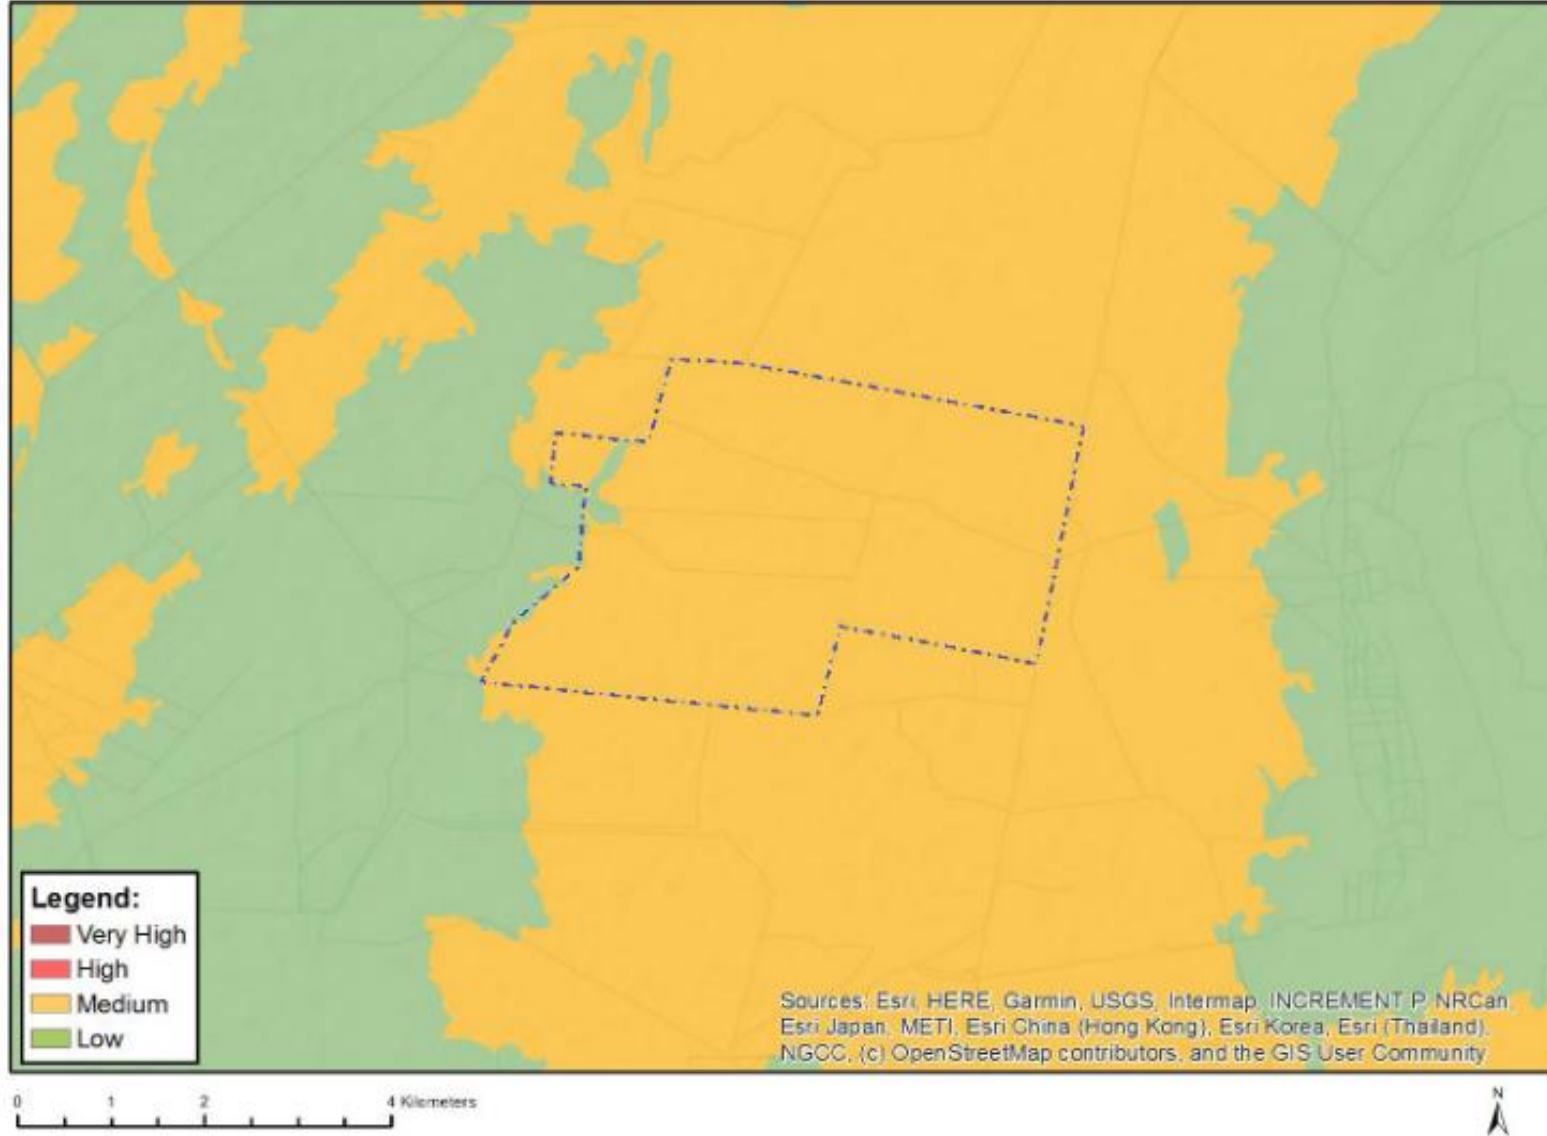 Legend:
Very High
High
Medium
Low
Sources: Esri, HERE, Garmin, USGS, Intermap, INCREMENT P, NRCan,
Esri Japan, METI, Esri China (Hong Kong), Esri Korea, Esri (Thailand),
NGCC, (c) OpenStreetMap contributors, and the GIS User Community
0 1 2 4 Kilometers
N